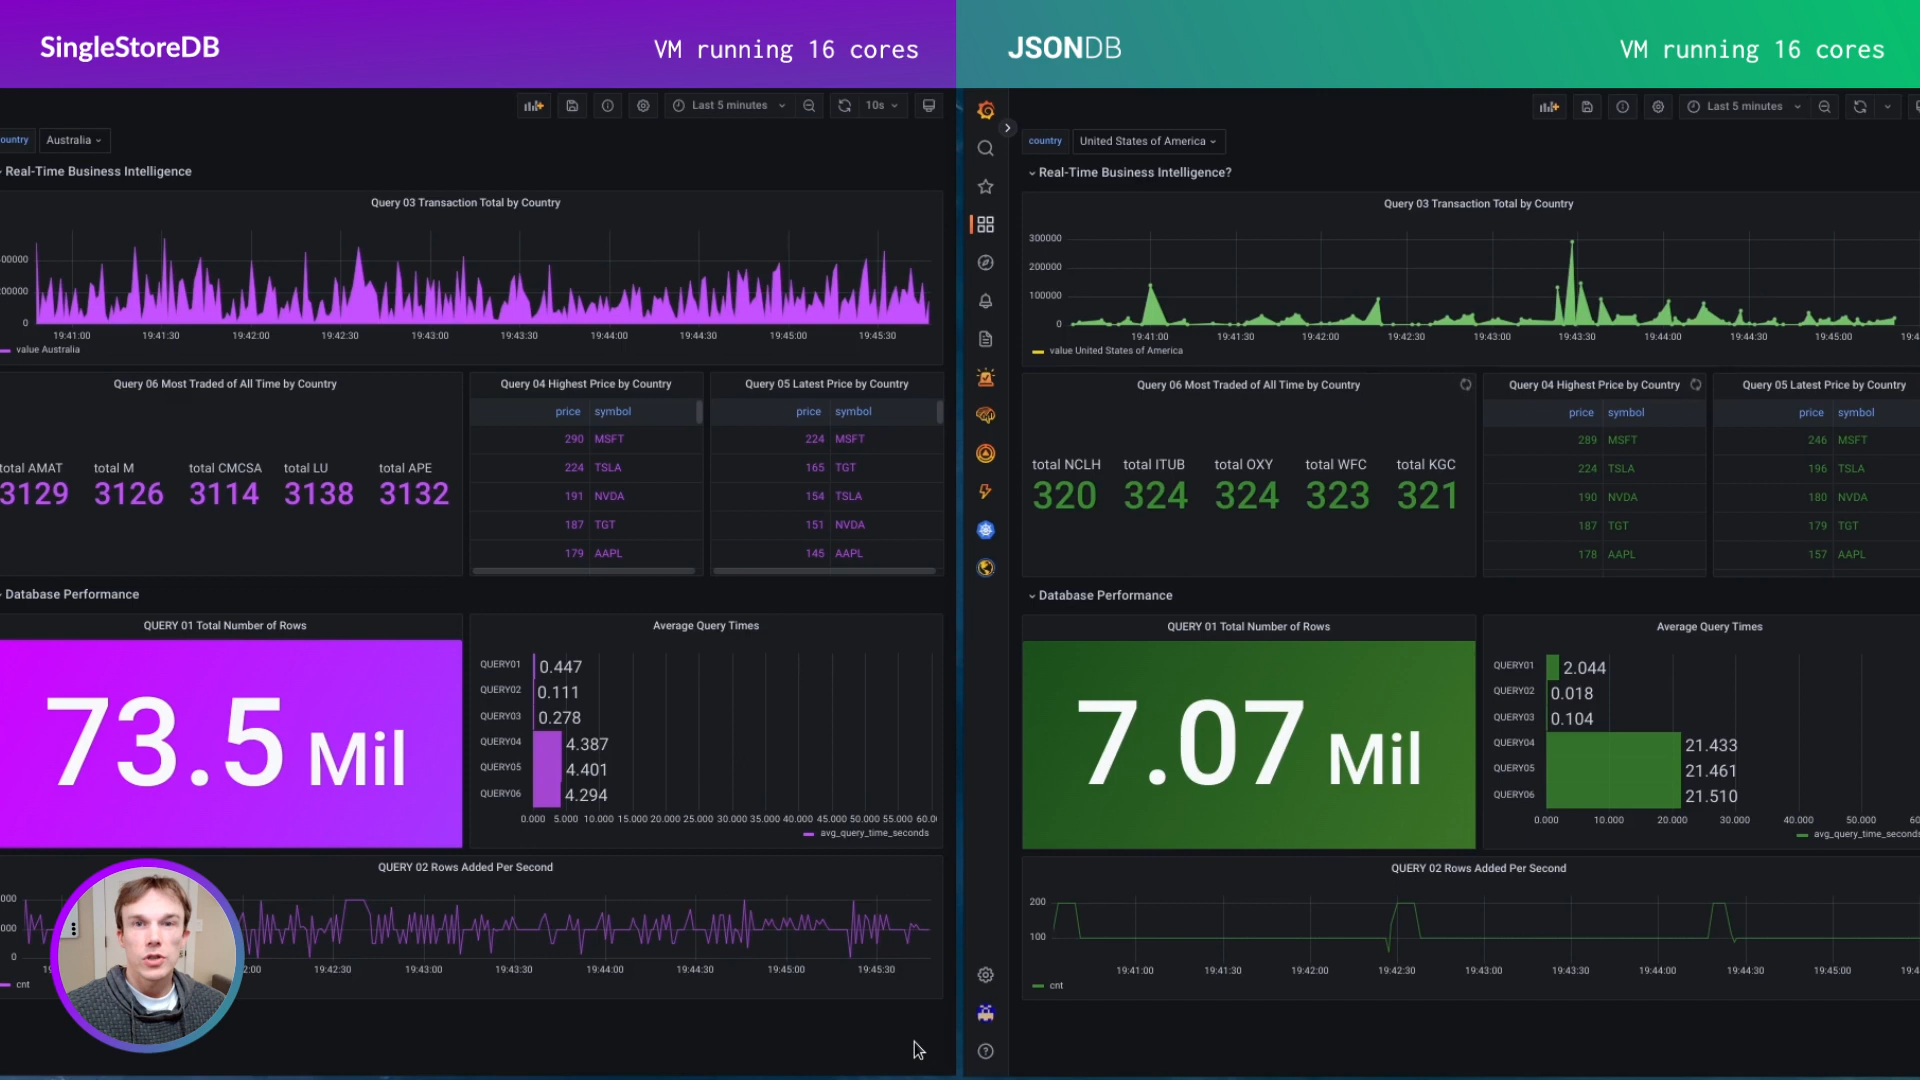 SingleStoreDB
VM running 16 cores
Last 5 minutes
10s
ountry
Australia
Real-Time Business Intelligence
Query 03 Transaction Total by Country
00000
200000
0
19:41:00 19:41:30 19:42:00 19:42:30 19:43:00 19:43:30 19:44:00 19:44:30 19:45:00 19:45:30
value Australia
Query 06 Most Traded of All Time by Country
total AMAT total M total CMCSA total LU total APE
3129 3126 3114 3138 3132
Query 04 Highest Price by Country
price symbol
290 MSFT
224 TSLA
191 NVDA
187 TGT
179 AAPL
Query 05 Latest Price by Country
price symbol
224 MSFT
165 TGT
154 TSLA
151 NVDA
145 AAPL
Database Performance
QUERY 01 Total Number of Rows
73.5 Mil
Average Query Times
QUERY01 0.447
QUERY02 0.111
QUERY03 0.278
QUERY04 4.387
QUERY05 4.401
QUERY06 4.294
0.000 5.000 10.000 15.000 20.000 25.000 30.000 35.000 40.000 45.000 50.000 55.000 60.0
avg_query_time_seconds
QUERY 02 Rows Added Per Second
000
000
0
19 2:00 19:42:30 19:43:00 19:43:30 19:44:00 19:44:30 19:45:00 19:45:30
cnt
JSONDB
VM running 16 cores
Last 5 minutes
country
United States of America
Real-Time Business Intelligence?
Query 03 Transaction Total by Country
300000
200000
100000
0
19:41:00 19:41:30 19:42:00 19:42:30 19:43:00 19:43:30 19:44:00 19:44:30 19:45:00 19:4
value United States of America
Query 06 Most Traded of All Time by Country
total NCLH total ITUB total OXY total WFC total KGC
320 324 324 323 321
Query 04 Highest Price by Country
price symbol
289 MSFT
224 TSLA
190 NVDA
187 TGT
178 AAPL
Query 05 Latest Price by Country
price symbol
246 MSFT
196 TSLA
180 NVDA
179 TGT
157 AAPL
Database Performance
QUERY 01 Total Number of Rows
7.07 Mil
Average Query Times
QUERY01 2.044
QUERY02 0.018
QUERY03 0.104
QUERY04 21.433
QUERY05 21.461
QUERY06 21.510
0.000 10.000 20.000 30.000 40.000 50.000 60
avg_query_time_seconds
QUERY 02 Rows Added Per Second
200
100
19:41:00 19:41:30 19:42:00 19:42:30 19:43:00 19:43:30 19:44:00 19:44:30 19:45:00 19:4
cnt